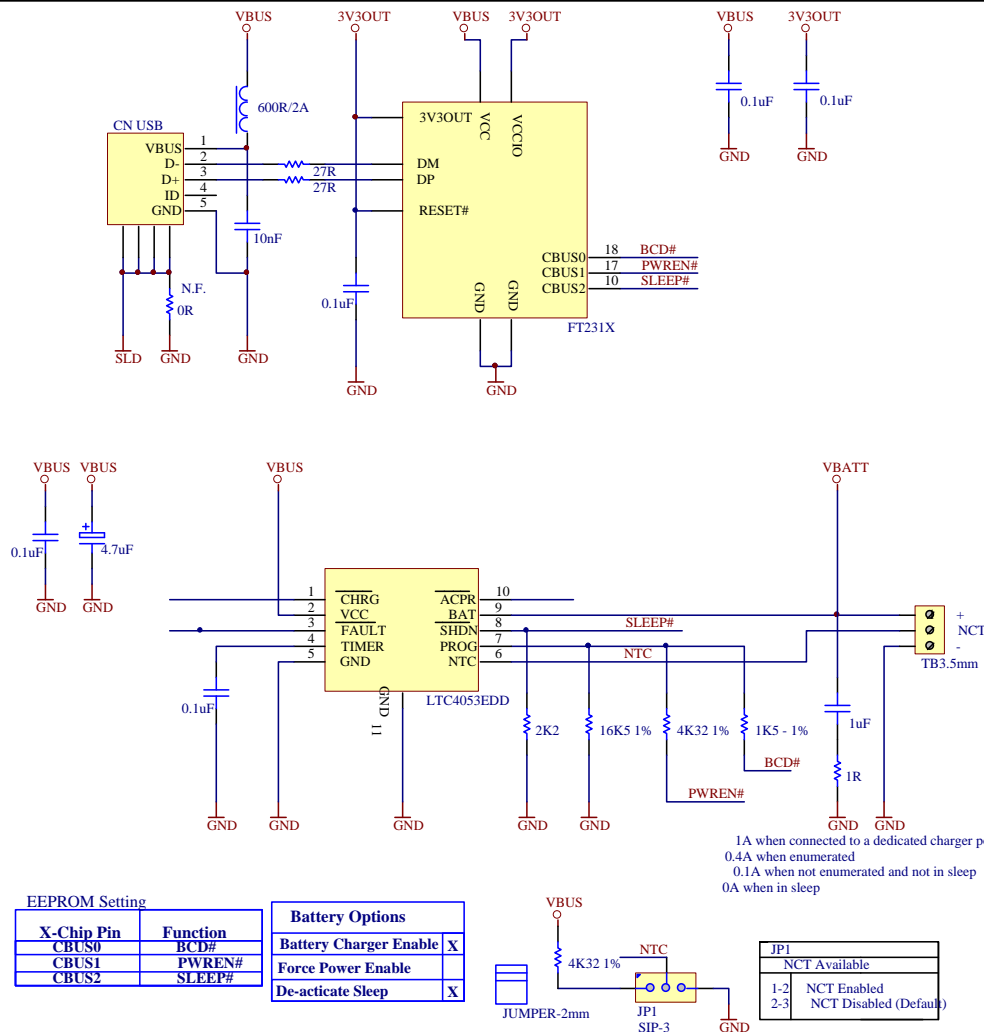 VBUS 3V3OUT VBUS 3V3OUT VBUS 3V3OUT
600R/2A
0.1uF 0.1uF
CN USB
3V3OUT VCC VCCIO
VBUS 1
D- 2
D+ 3
ID 4
GND 5
27R
27R
DM
DP
RESET#
GND GND
10nF
CBUS0 18 BCD#
CBUS1 17 PWREN#
CBUS2 10 SLEEP#
GND GND
N.F.
0R
0.1uF
FT231X
SLD GND GND
GND GND
VBUS VBUS VBUS VBATT
0.1uF 4.7uF
GND GND
1 CHRG ACPR 10
2 VCC BAT 9
3 FAULT SHDN 8 SLEEP#
4 TIMER PROG 7
5 GND NTC 6 NTC
GND 11
LTC4053EDD
+
NCT
-
TB3.5mm
0.1uF
2K2 16K5 1% 4K32 1% 1K5 - 1% 1uF
BCD#
1R
PWREN#
GND GND GND GND GND GND GND
1A when connected to a dedicated charger p
0.4A when enumerated
0.1A when not enumerated and not in sleep
0A when in sleep
EEPROM Setting
X-Chip Pin Function
CBUS0 BCD#
CBUS1 PWREN#
CBUS2 SLEEP#
Battery Options
Battery Charger Enable X
Force Power Enable
De-acticate Sleep X
VBUS
NTC
4K32 1%
JUMPER-2mm
JP1
SIP-3
GND
JP1
NCT Available
1-2 NCT Enabled
2-3 NCT Disabled (Default)